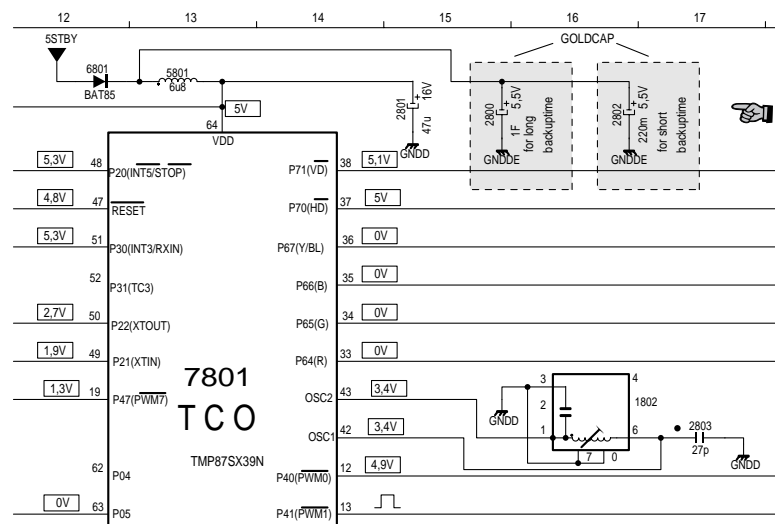 12 13 14 15 16 17
5STBY
GOLDCAP
6801
BAT85
5801
6u8
5V
64
VDD
2801
16V
47u
GNDD
2800
5,5V
1F
for long
backuptime
GNDDE
2802
5,5V
220m
for short
backuptime
GNDDE
5,3V 48 P20(INT5/STOP) P71(VD) 38 5,1V
4,8V 47 RESET P70(HD) 37 5V
5,3V 51 P30(INT3/RXIN) P67(Y/BL) 36 0V
52 P31(TC3) P66(B) 35 0V
2,7V 50 P22(XTOUT) P65(G) 34 0V
1,9V 49 P21(XTIN) P64(R) 33 0V
1,3V 19 P47(PWM7) OSC2 43 3,4V
7801
TCO
TMP87SX39N
OSC1 42 3,4V
62 P04 P40(PWM0) 12 4,9V
0V 63 P05 P41(PWM1) 13
GNDD
3 4
2 1802
1 6
7 0
2803
27p
GNDD